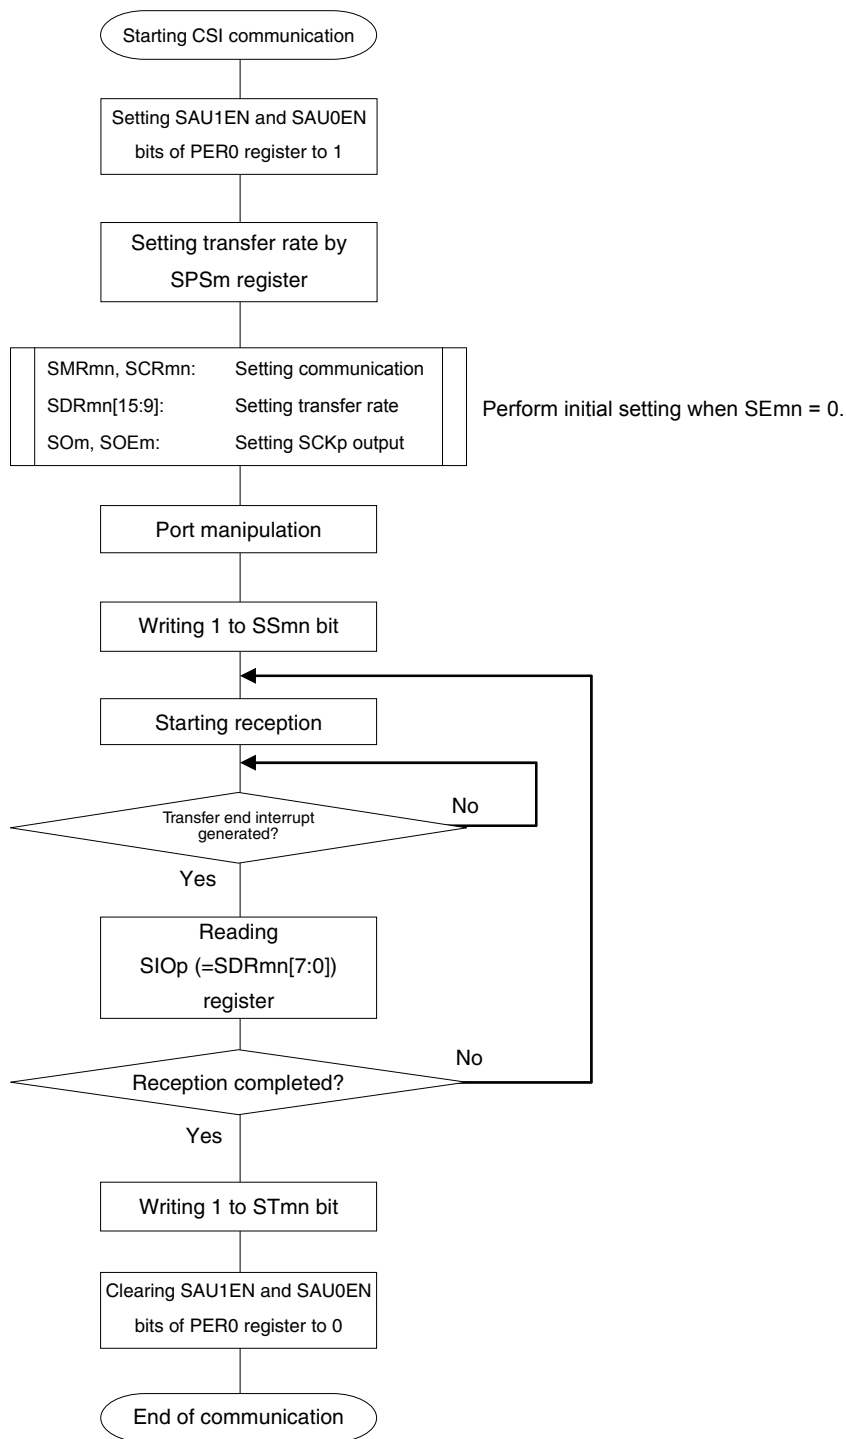 Starting CSI communication
Setting SAU1EN and SAU0EN
bits of PER0 register to 1
Setting transfer rate by
SPSm register
SMRmn, SCRmn: Setting communication
SDRmn[15:9]: Setting transfer rate
SOm, SOEm: Setting SCKp output
Perform initial setting when SEmn = 0.
Port manipulation
Writing 1 to SSmn bit
Starting reception
Transfer end interrupt
generated?
No
Yes
Reading
SIOp (=SDRmn[7:0])
register
Reception completed?
No
Yes
Writing 1 to STmn bit
Clearing SAU1EN and SAU0EN
bits of PER0 register to 0
End of communication